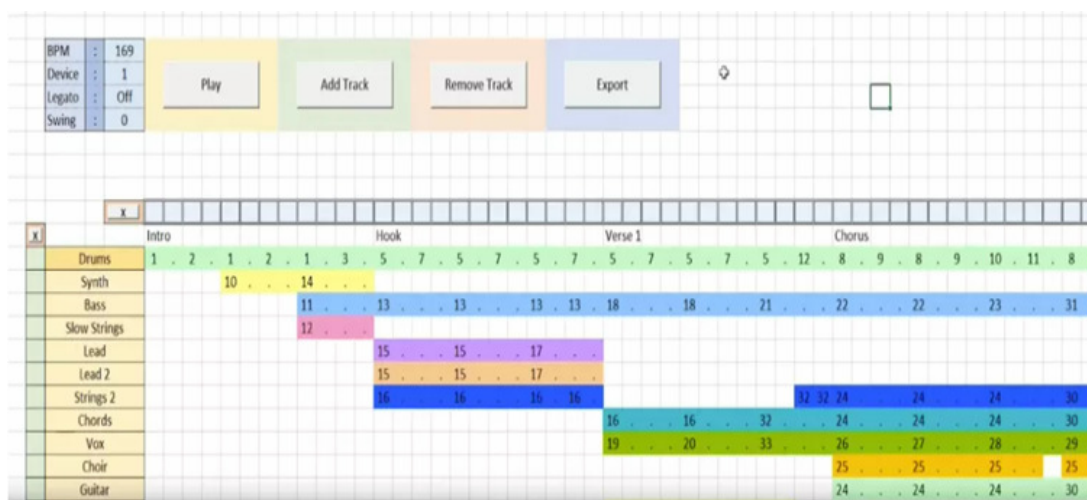 BPM : 169
Device : 1
Legato : Off
Swing : 0
Play
Add Track
Remove Track
Export
x
x
Intro Hook Verse 1 Chorus
Drums 1 . 2 . 1 . 2 . 1 . 3 . 5 . 7 . 5 . 7 . 5 . 7 . 5 . 7 . 5 . 7 . 5 . 12 . 8 . 9 . 8 . 9 . 10 . 11 . 8
Synth 10 . . . 14 . . .
Bass 11 . . . 13 . . . 13 . . . 13 . 13 . 18 . . . 18 . . . 21 . . . 22 . . . 22 . . . 23 . . . 31
Slow Strings 12 . . .
Lead 15 . . . 15 . . . 17 . . .
Lead 2 15 . . . 15 . . . 17 . . .
Strings 2 16 . . . 16 . . . 16 . 16 . 32 32 24 . . . 24 . . . 24 . . . 30
Chords 16 . . . 16 . . . 32 . . . 24 . . . 24 . . . 24 . . . 30
Vox 19 . . . 20 . . . 33 . . . 26 . . . 27 . . . 28 . . . 29
Choir 25 . . . 25 . . . 25 . . 25
Guitar 24 . . . 24 . . . 24 . . . 30